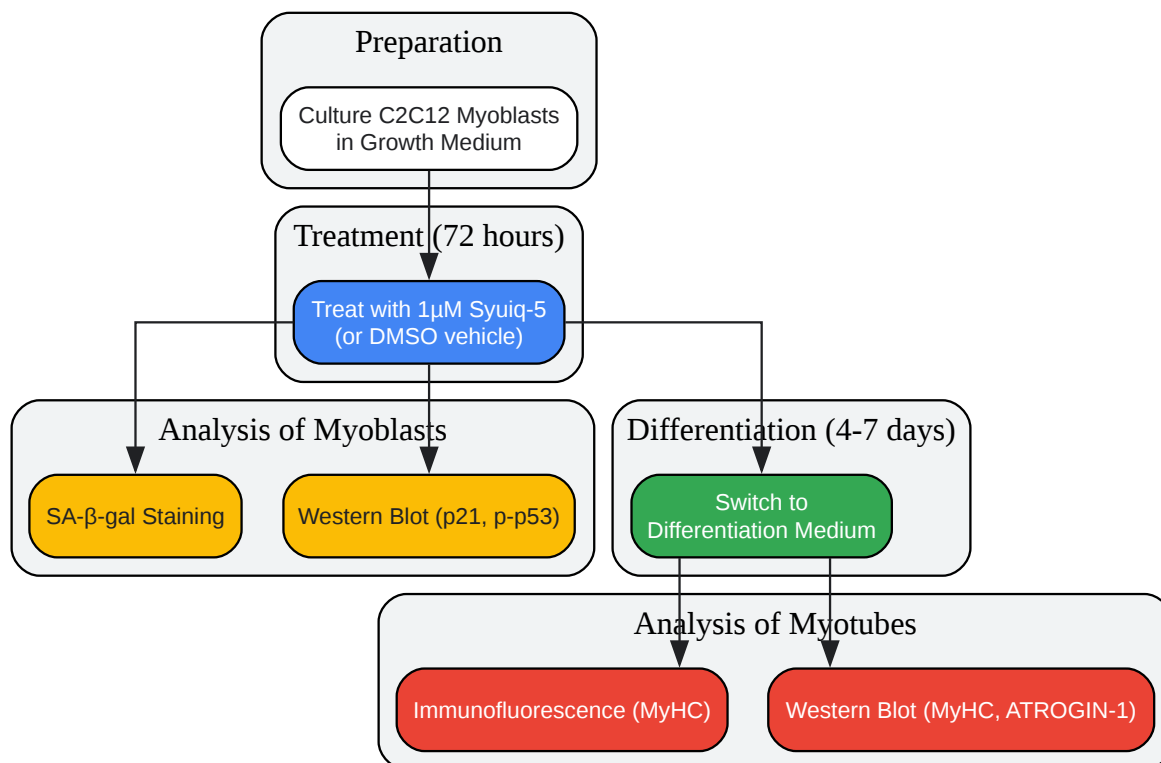 Preparation
Culture C2C12 Myoblasts
in Growth Medium
Treatment (72 hours)
Treat with 1µM Syuiq-5
(or DMSO vehicle)
Analysis of Myoblasts
SA-β-gal Staining
Western Blot (p21, p-p53)
Differentiation (4-7 days)
Switch to
Differentiation Medium
Analysis of Myotubes
Immunofluorescence (MyHC)
Western Blot (MyHC, ATROGIN-1)